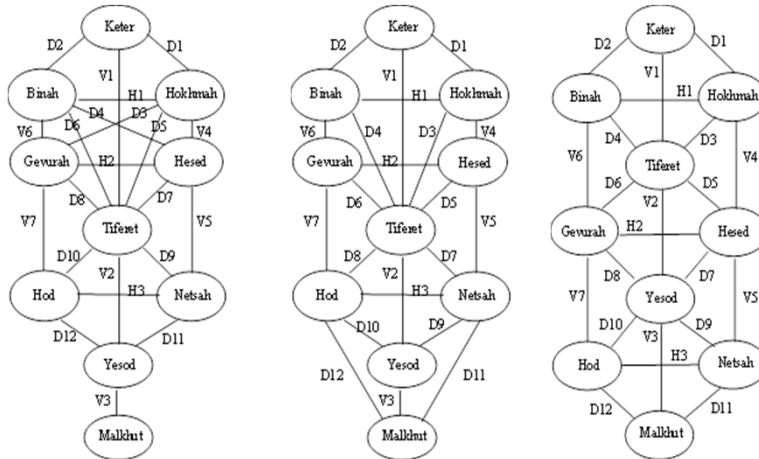 Keter
D2 D1
V1
Binah H1 Hokhmah
D4 D3
D6 D5
V6 V4
Gevurah H2 Hesed
D8 D7
V7 V5
Tiferet
D10 D9
V2
Hod H3 Netsah
D12 D11
Yesod
V3
Malkhut
Keter
D2 D1
V1
Binah H1 Hokhmah
V6 D4 D3 V4
Gevurah H2 Hesed
D6 D5
V7 V5
Tiferet
D8 D7
V2
Hod H3 Netsah
D10 D9
Yesod
D12 D11
V3
Malkhut
Keter
D2 D1
V1
Binah H1 Hokhmah
D4 D3
V6 Tiferet V4
D6 D5
V2
Gevurah H2 Hesed
D8 D7
V7 Yesod V5
D10 D9
V3
Hod H3 Netsah
D12 D11
Malkhut